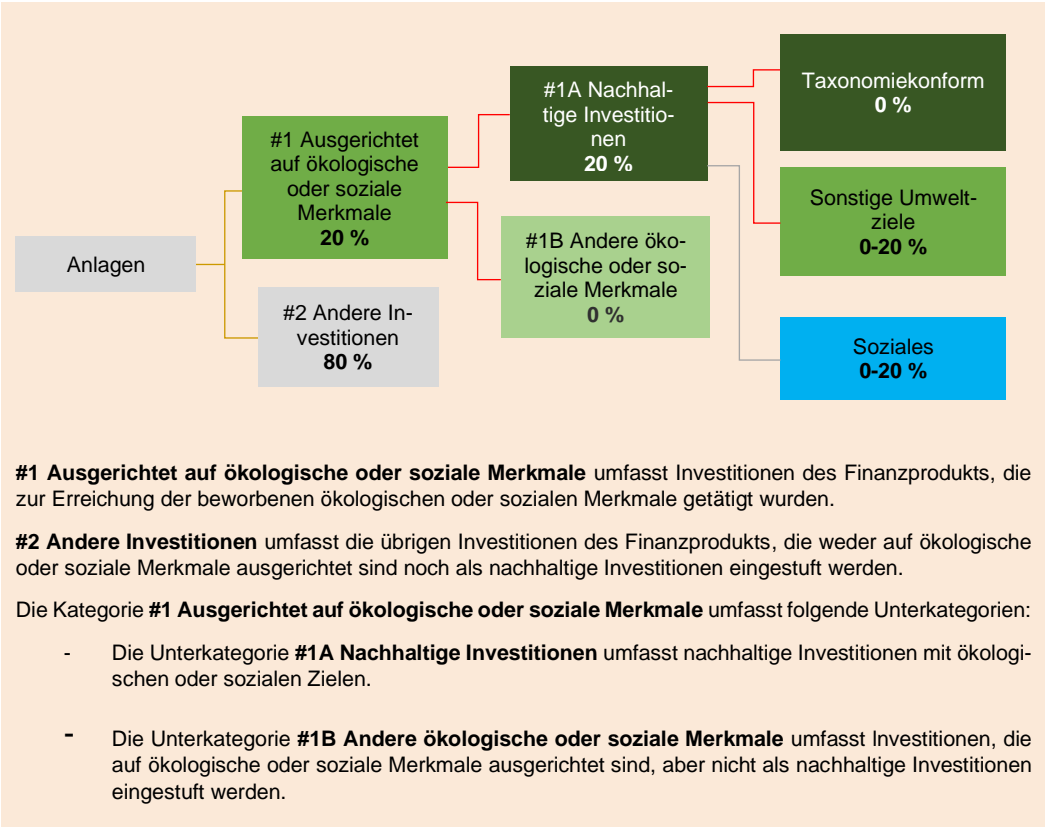 Anlagen
#1 Ausgerichtet
auf ökologische
oder soziale
Merkmale
20 %
#2 Andere In-
vestitionen
80 %
#1A Nachhal-
tige Investitio-
nen
20 %
#1B Andere öko-
logische oder so-
ziale Merkmale
0 %
Taxonomiekonform
0 %
Sonstige Umwelt-
ziele
0-20 %
Soziales
0-20 %
#1 Ausgerichtet auf ökologische oder soziale Merkmale umfasst Investitionen des Finanzprodukts, die
zur Erreichung der beworbenen ökologischen oder sozialen Merkmale getätigt wurden.
#2 Andere Investitionen umfasst die übrigen Investitionen des Finanzprodukts, die weder auf ökologische
oder soziale Merkmale ausgerichtet sind noch als nachhaltige Investitionen eingestuft werden.
Die Kategorie #1 Ausgerichtet auf ökologische oder soziale Merkmale umfasst folgende Unterkategorien:
- Die Unterkategorie #1A Nachhaltige Investitionen umfasst nachhaltige Investitionen mit ökologi-
schen oder sozialen Zielen.
- Die Unterkategorie #1B Andere ökologische oder soziale Merkmale umfasst Investitionen, die
auf ökologische oder soziale Merkmale ausgerichtet sind, aber nicht als nachhaltige Investitionen
eingestuft werden.